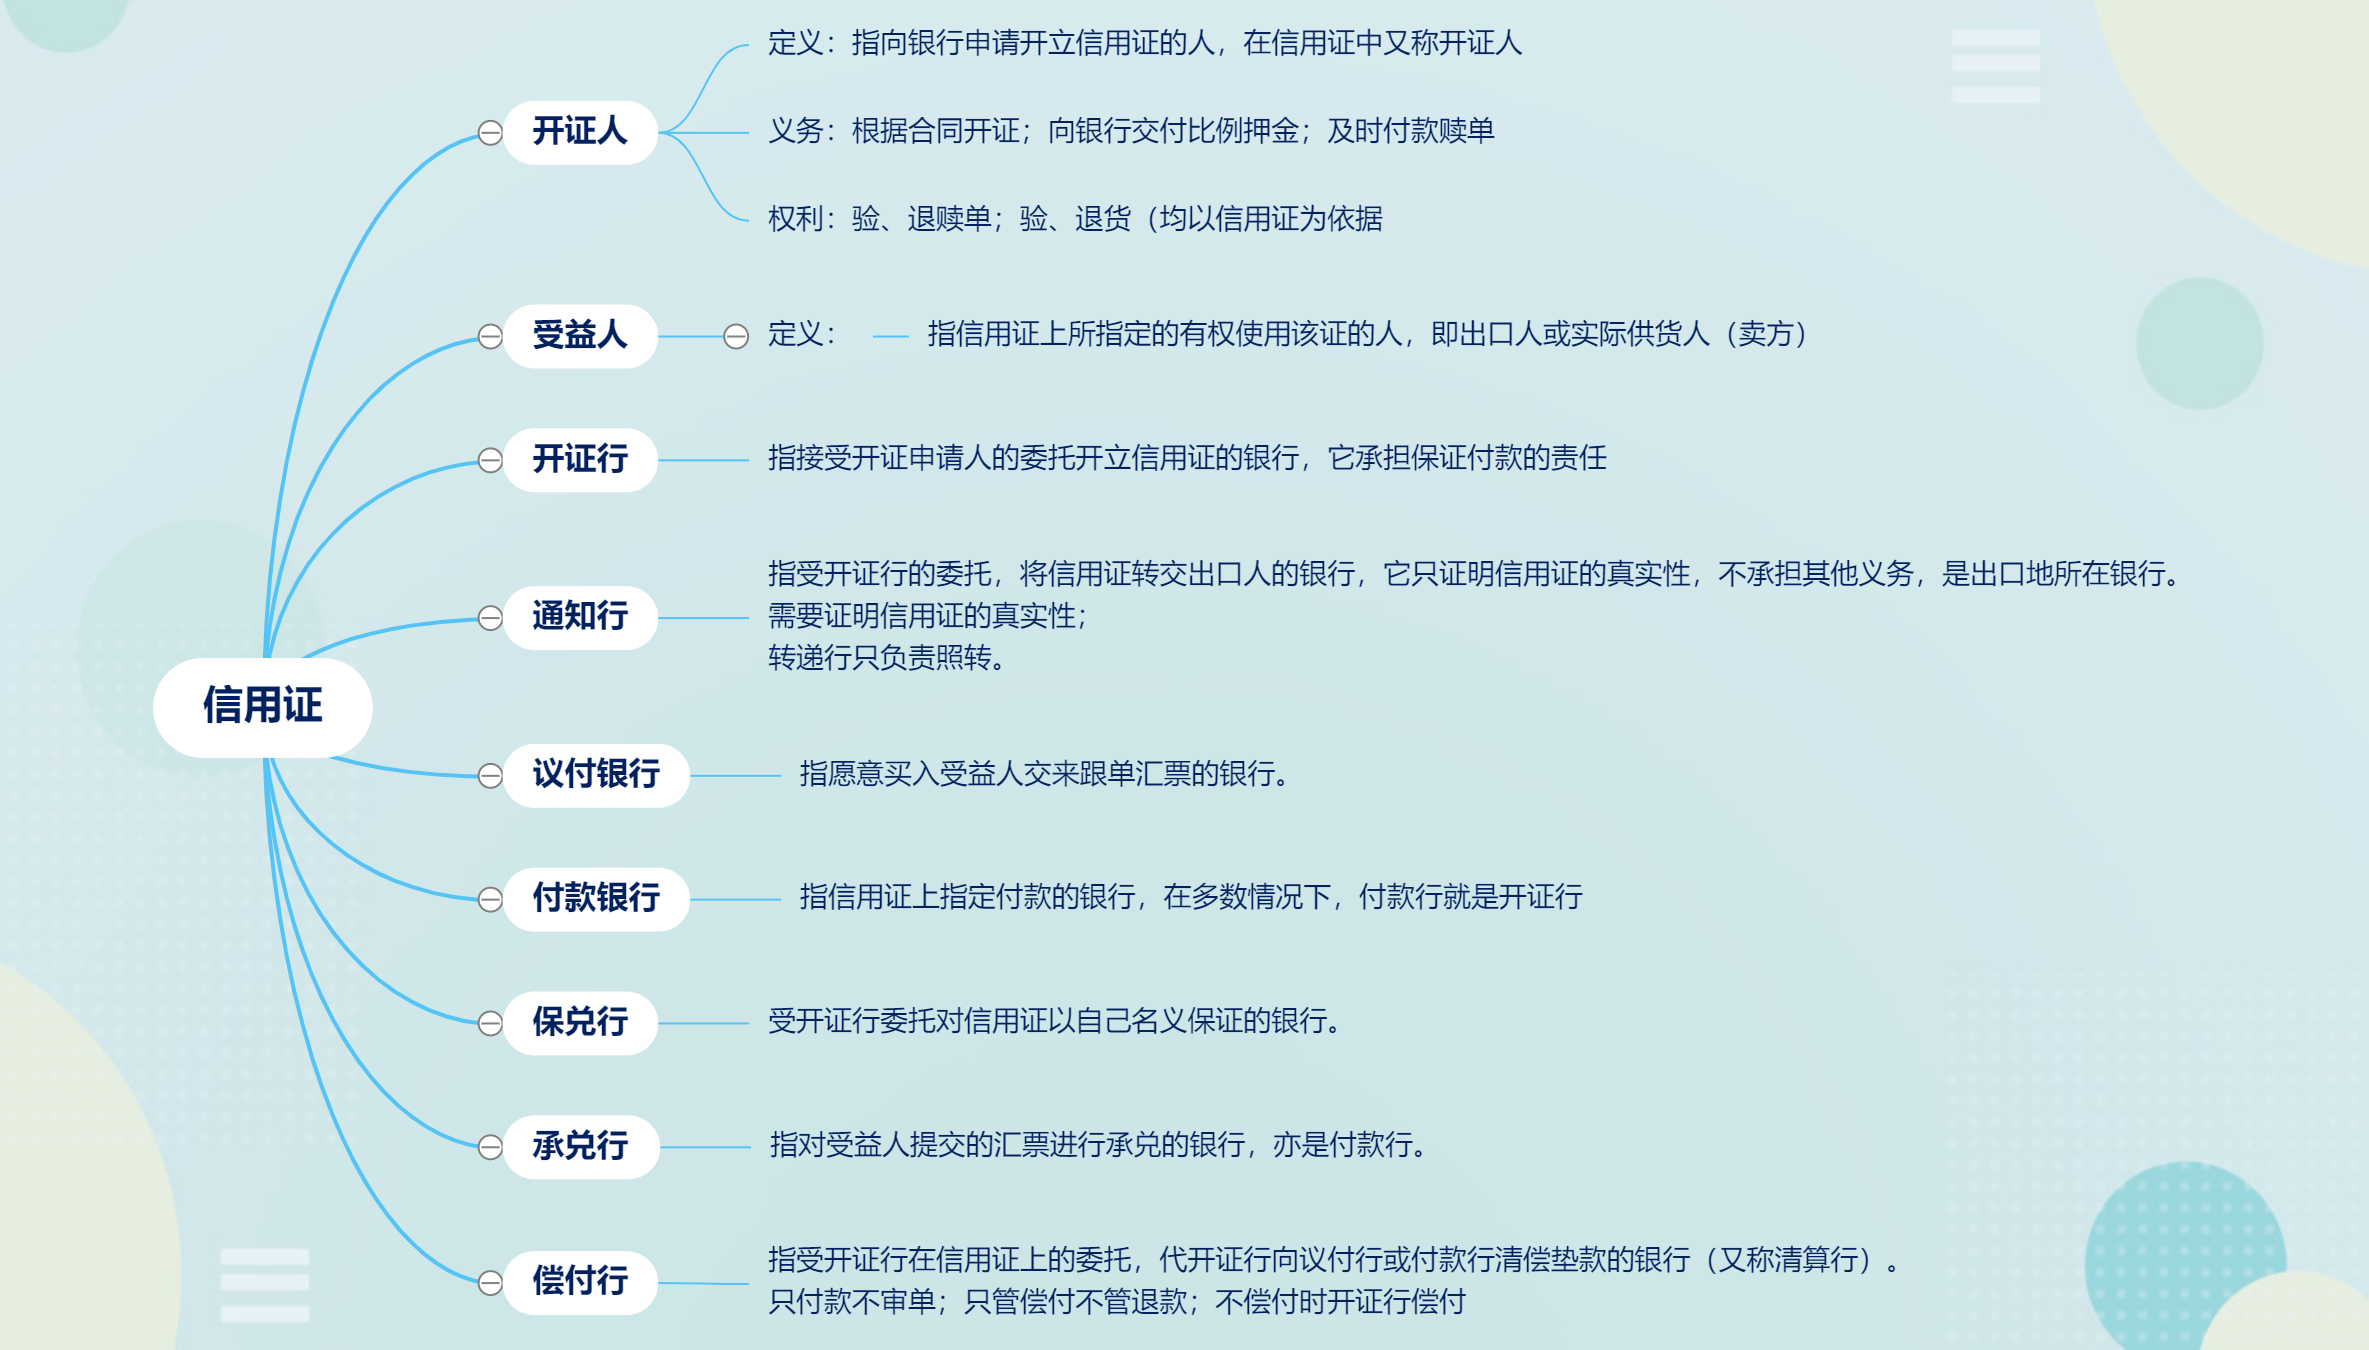 信用证
开证人
定义：指向银行申请开立信用证的人，在信用证中又称开证人
义务：根据合同开证；向银行交付比例押金；及时付款赎单
权利：验、退赎单；验、退货（均以信用证为依据
受益人
定义：
指信用证上所指定的有权使用该证的人，即出口人或实际供货人（卖方）
开证行
指接受开证申请人的委托开立信用证的银行，它承担保证付款的责任
通知行
指受开证行的委托，将信用证转交出口人的银行，它只证明信用证的真实性，不承担其他义务，是出口地所在银行。
需要证明信用证的真实性；
转递行只负责照转。
议付银行
指愿意买入受益人交来跟单汇票的银行。
付款银行
指信用证上指定付款的银行，在多数情况下，付款行就是开证行
保兑行
受开证行委托对信用证以自己名义保证的银行。
承兑行
指对受益人提交的汇票进行承兑的银行，亦是付款行。
偿付行
指受开证行在信用证上的委托，代开证行向议付行或付款行清偿垫款的银行（又称清算行）。
只付款不审单；只管偿付不管退款；不偿付时开证行偿付